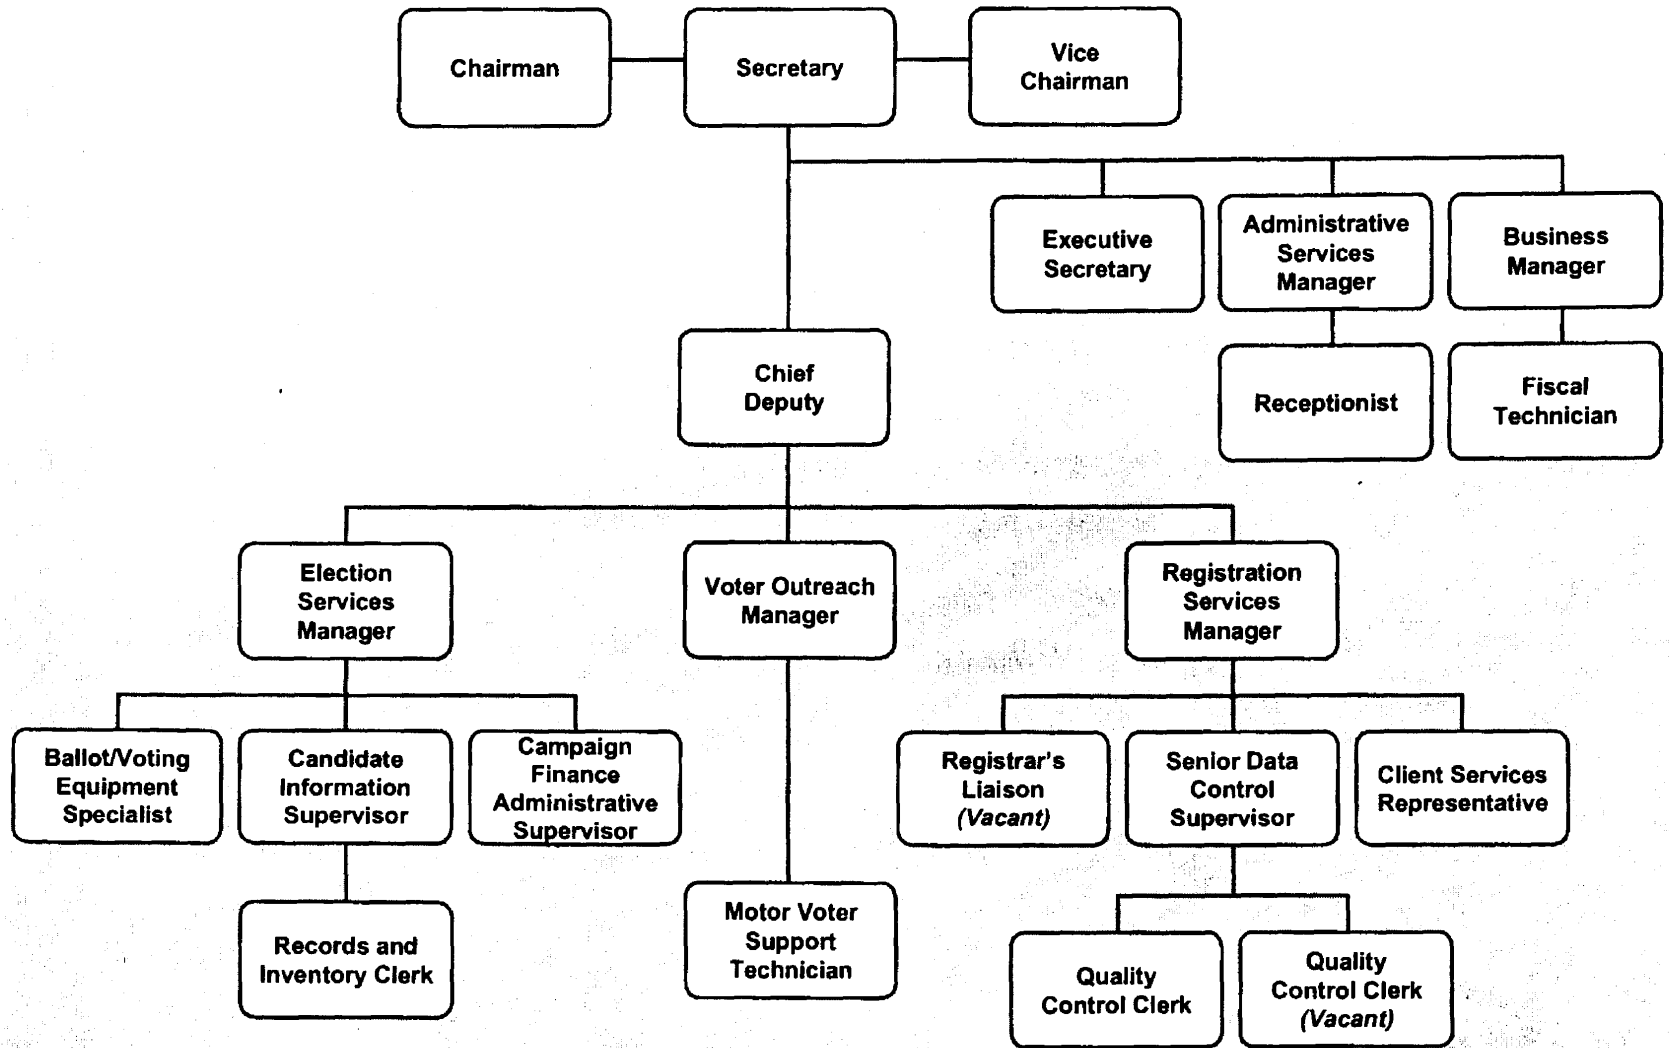 Chairman
Secretary
Vice
Chairman
Executive
Secretary
Administrative
Services
Manager
Business
Manager
Chief
Deputy
Receptionist
Fiscal
Technician
Election
Services
Manager
Voter Outreach
Manager
Registration
Services
Manager
Ballot/Voting
Equipment
Specialist
Candidate
Information
Supervisor
Campaign
Finance
Administrative
Supervisor
Registrar's
Liaison
(Vacant)
Senior Data
Control
Supervisor
Client Services
Representative
Records and
Inventory Clerk
Motor Voter
Support
Technician
Quality
Control Clerk
Quality
Control Clerk
(Vacant)